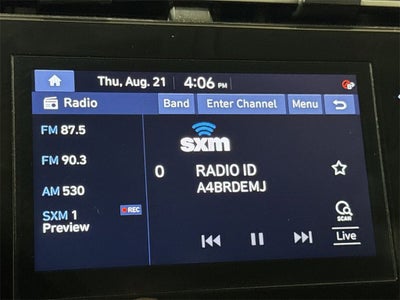 Thu, Aug. 21 4:06 PM
Radio Band Enter Channel Menu
FM 87.5
FM 90.3
AM 530
SXM 1 REC
Preview
sxm
0 RADIO ID
A4BRDEMJ
SCAN
Live